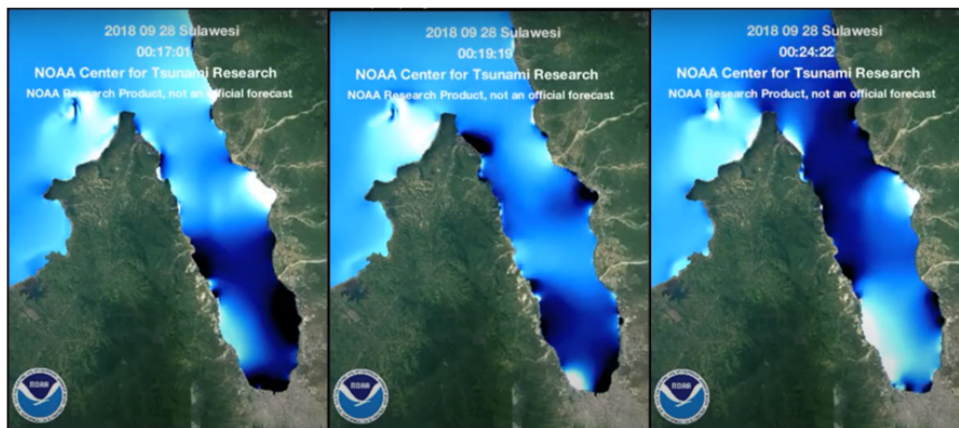 2018 09 28 Sulawesi
00:17:01
NOAA Center for Tsunami Research
NOAA Research Product, not an official forecast
NOAA
2018 09 28 Sulawesi
00:19:19
NOAA Center for Tsunami Research
NOAA Research Product, not an official forecast
NOAA
2018 09 28 Sulawesi
00:24:22
NOAA Center for Tsunami Research
NOAA Research Product, not an official forecast
NOAA